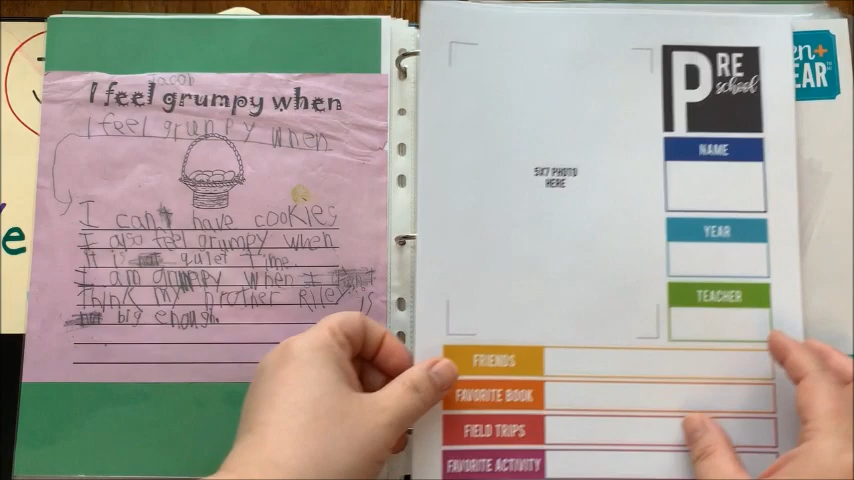 Jacob
I feel grumpy when
I feel grumpy when
I can't have cookies
I also feel grumpy when
It is quiet time.
I am grumpy when I
Think my brother Riley is
big enough.
PRE
school
NAME
YEAR
TEACHER
5X7 PHOTO
HERE
FRIENDS
FAVORITE BOOK
FIELD TRIPS
FAVORITE ACTIVITY
en+
EAR
e